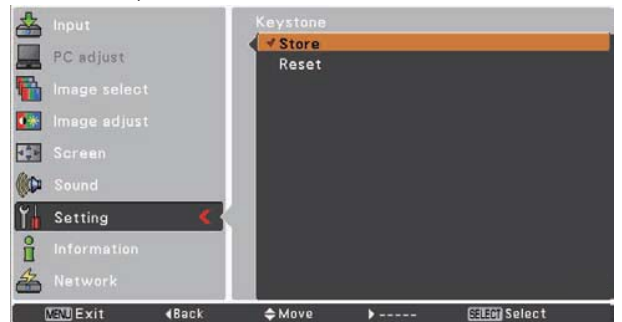 Input
PC adjust
Image select
Image adjust
Screen
Sound
Setting
Information
Network
Keystone
Store
Reset
MENU Exit ◀Back ◆Move ▶----- SELECT Select